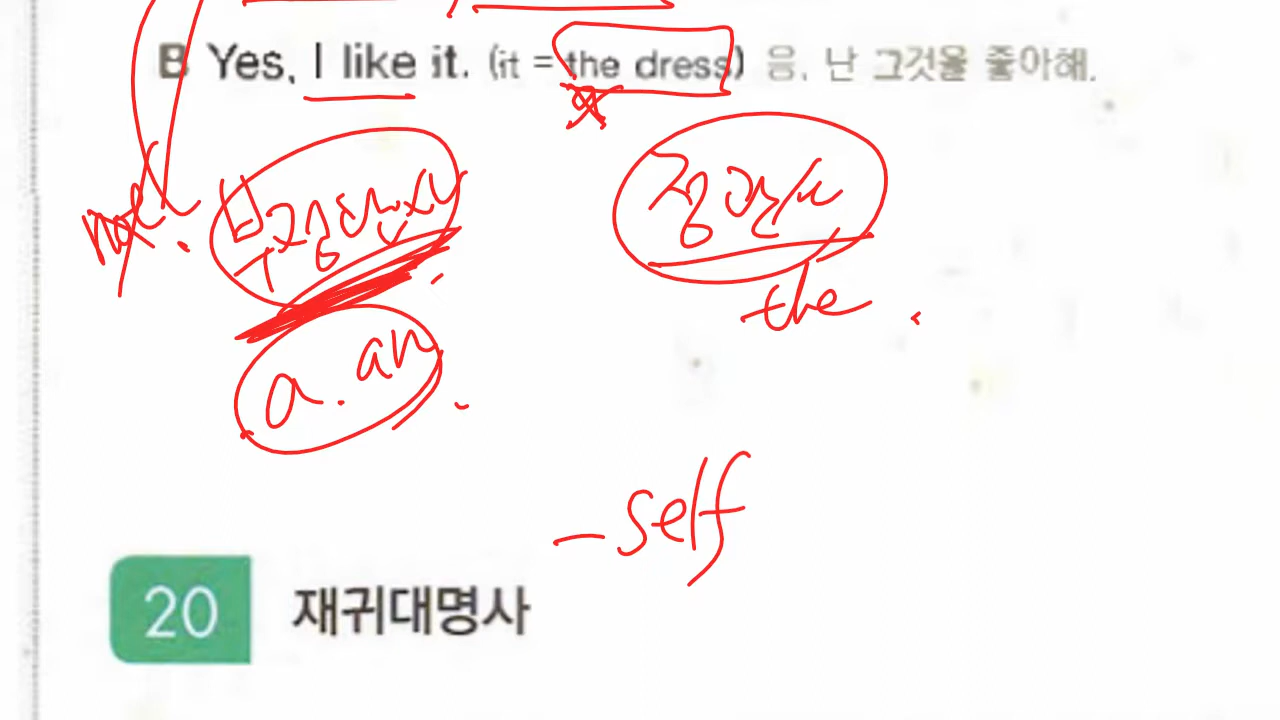 B Yes, I like it. (it = the dress) 응, 난 그것을 좋아해.
not
부정관사
정관사
the
a. an
-self
20 재귀대명사